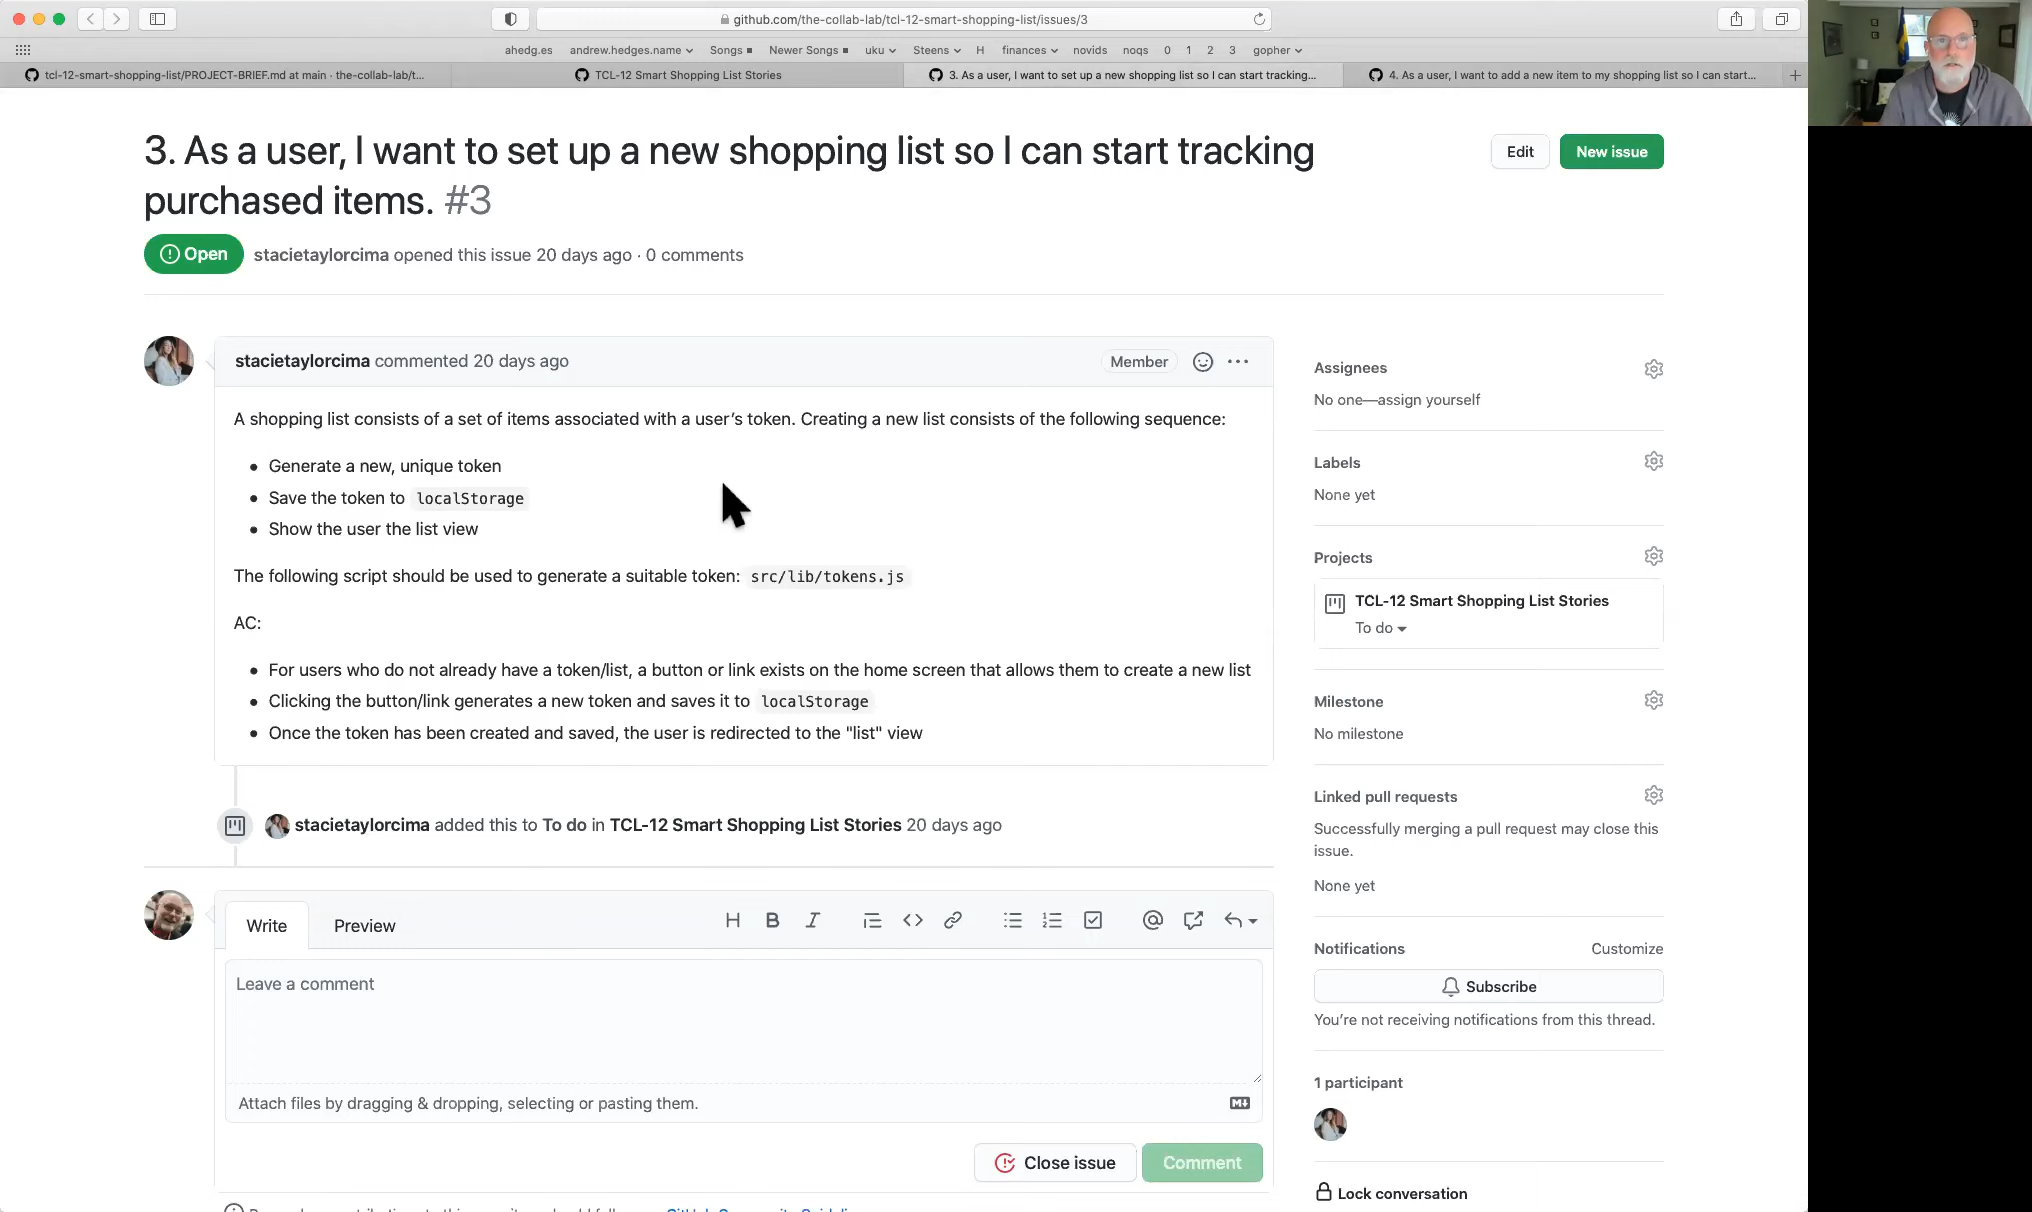 github.com/the-collab-lab/tcl-12-smart-shopping-list/issues/3
ahedg.es andrew.hedges.name Songs Newer Songs uku Steens H finances novids noqs 0 1 2 3 gopher
tcl-12-smart-shopping-list/PROJECT-BRIEF.md at main · the-collab-lab/t...
TCL-12 Smart Shopping List Stories
3. As a user, I want to set up a new shopping list so I can start tracking...
4. As a user, I want to add a new item to my shopping list so I can start...
3. As a user, I want to set up a new shopping list so I can start tracking
purchased items. #3
Edit
New issue
Open
stacietaylorcima opened this issue 20 days ago · 0 comments
stacietaylorcima commented 20 days ago
Member
A shopping list consists of a set of items associated with a user’s token. Creating a new list consists of the following sequence:
• Generate a new, unique token
• Save the token to localStorage
• Show the user the list view
The following script should be used to generate a suitable token: src/lib/tokens.js
AC:
• For users who do not already have a token/list, a button or link exists on the home screen that allows them to create a new list
• Clicking the button/link generates a new token and saves it to localStorage
• Once the token has been created and saved, the user is redirected to the "list" view
stacietaylorcima added this to To do in TCL-12 Smart Shopping List Stories 20 days ago
Write
Preview
H B I
Leave a comment
Attach files by dragging & dropping, selecting or pasting them.
Close issue
Comment
Assignees
No one—assign yourself
Labels
None yet
Projects
TCL-12 Smart Shopping List Stories
To do
Milestone
No milestone
Linked pull requests
Successfully merging a pull request may close this
issue.
None yet
Notifications
Customize
Subscribe
You’re not receiving notifications from this thread.
1 participant
Lock conversation